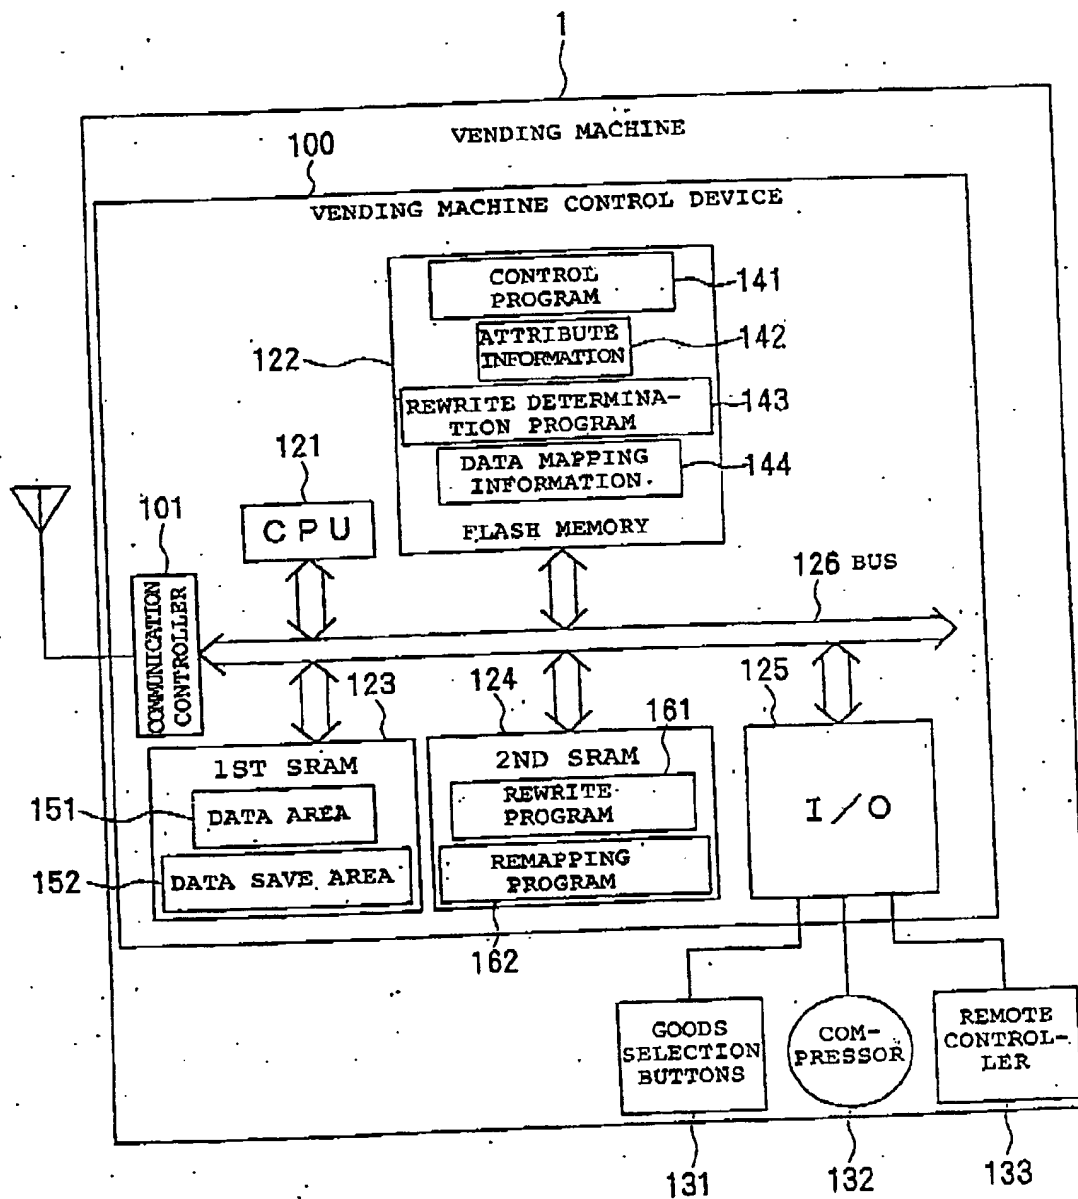 1
VENDING MACHINE
100
VENDING MACHINE CONTROL DEVICE
CONTROL
PROGRAM
141
ATTRIBUTE
INFORMATION
142
122
REWRITE DETERMINA-
TION PROGRAM
143
DATA MAPPING
INFORMATION
144
FLASH MEMORY
121
CPU
101
COMMUNICATION
CONTROLLER
126 BUS
123
124
125
161
1ST SRAM
151
DATA AREA
152
DATA SAVE AREA
2ND SRAM
REWRITE
PROGRAM
REMAPPING
PROGRAM
162
I/O
GOODS
SELECTION
BUTTONS
COM-
PRESSOR
REMOTE
CONTROL-
LER
131
132
133